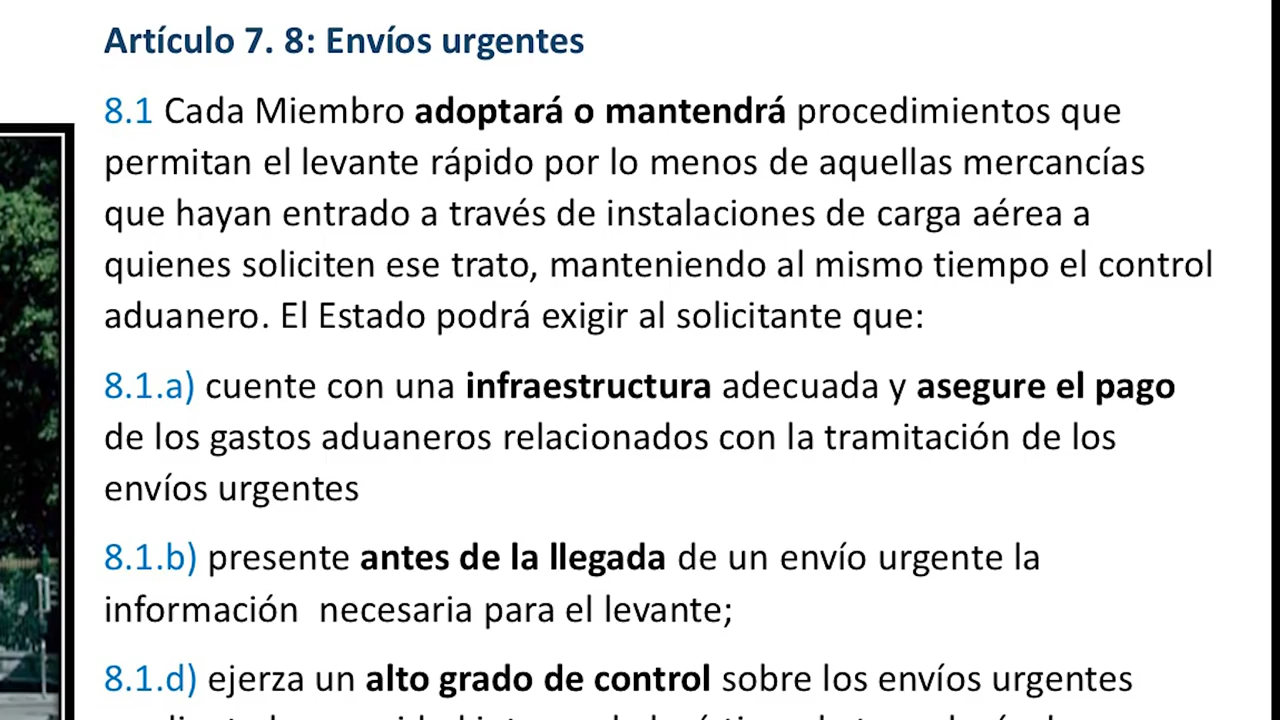 Artículo 7. 8: Envíos urgentes
8.1 Cada Miembro adoptará o mantendrá procedimientos que
permitan el levante rápido por lo menos de aquellas mercancías
que hayan entrado a través de instalaciones de carga aérea a
quienes soliciten ese trato, manteniendo al mismo tiempo el control
aduanero. El Estado podrá exigir al solicitante que:
8.1.a) cuente con una infraestructura adecuada y asegure el pago
de los gastos aduaneros relacionados con la tramitación de los
envíos urgentes
8.1.b) presente antes de la llegada de un envío urgente la
información  necesaria para el levante;
8.1.d) ejerza un alto grado de control sobre los envíos urgentes